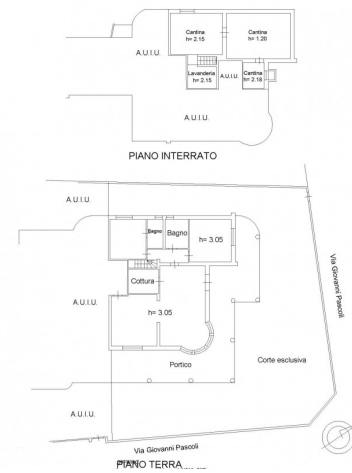 Cantina
h= 2.15
Cantina
h= 1.20
A.U.I.U.
Lavanderia
h= 2.15
A.U.I.U.
Cantina
h= 2.18
A.U.I.U.
PIANO INTERRATO
A.U.I.U.
Bagno
Bagno
h= 3.05
Via Giovanni Pascoli
Cottura
A.U.I.U.
h= 3.05
Portico
Corte esclusiva
A.U.I.U.
Via Giovanni Pascoli
PIANO TERRA